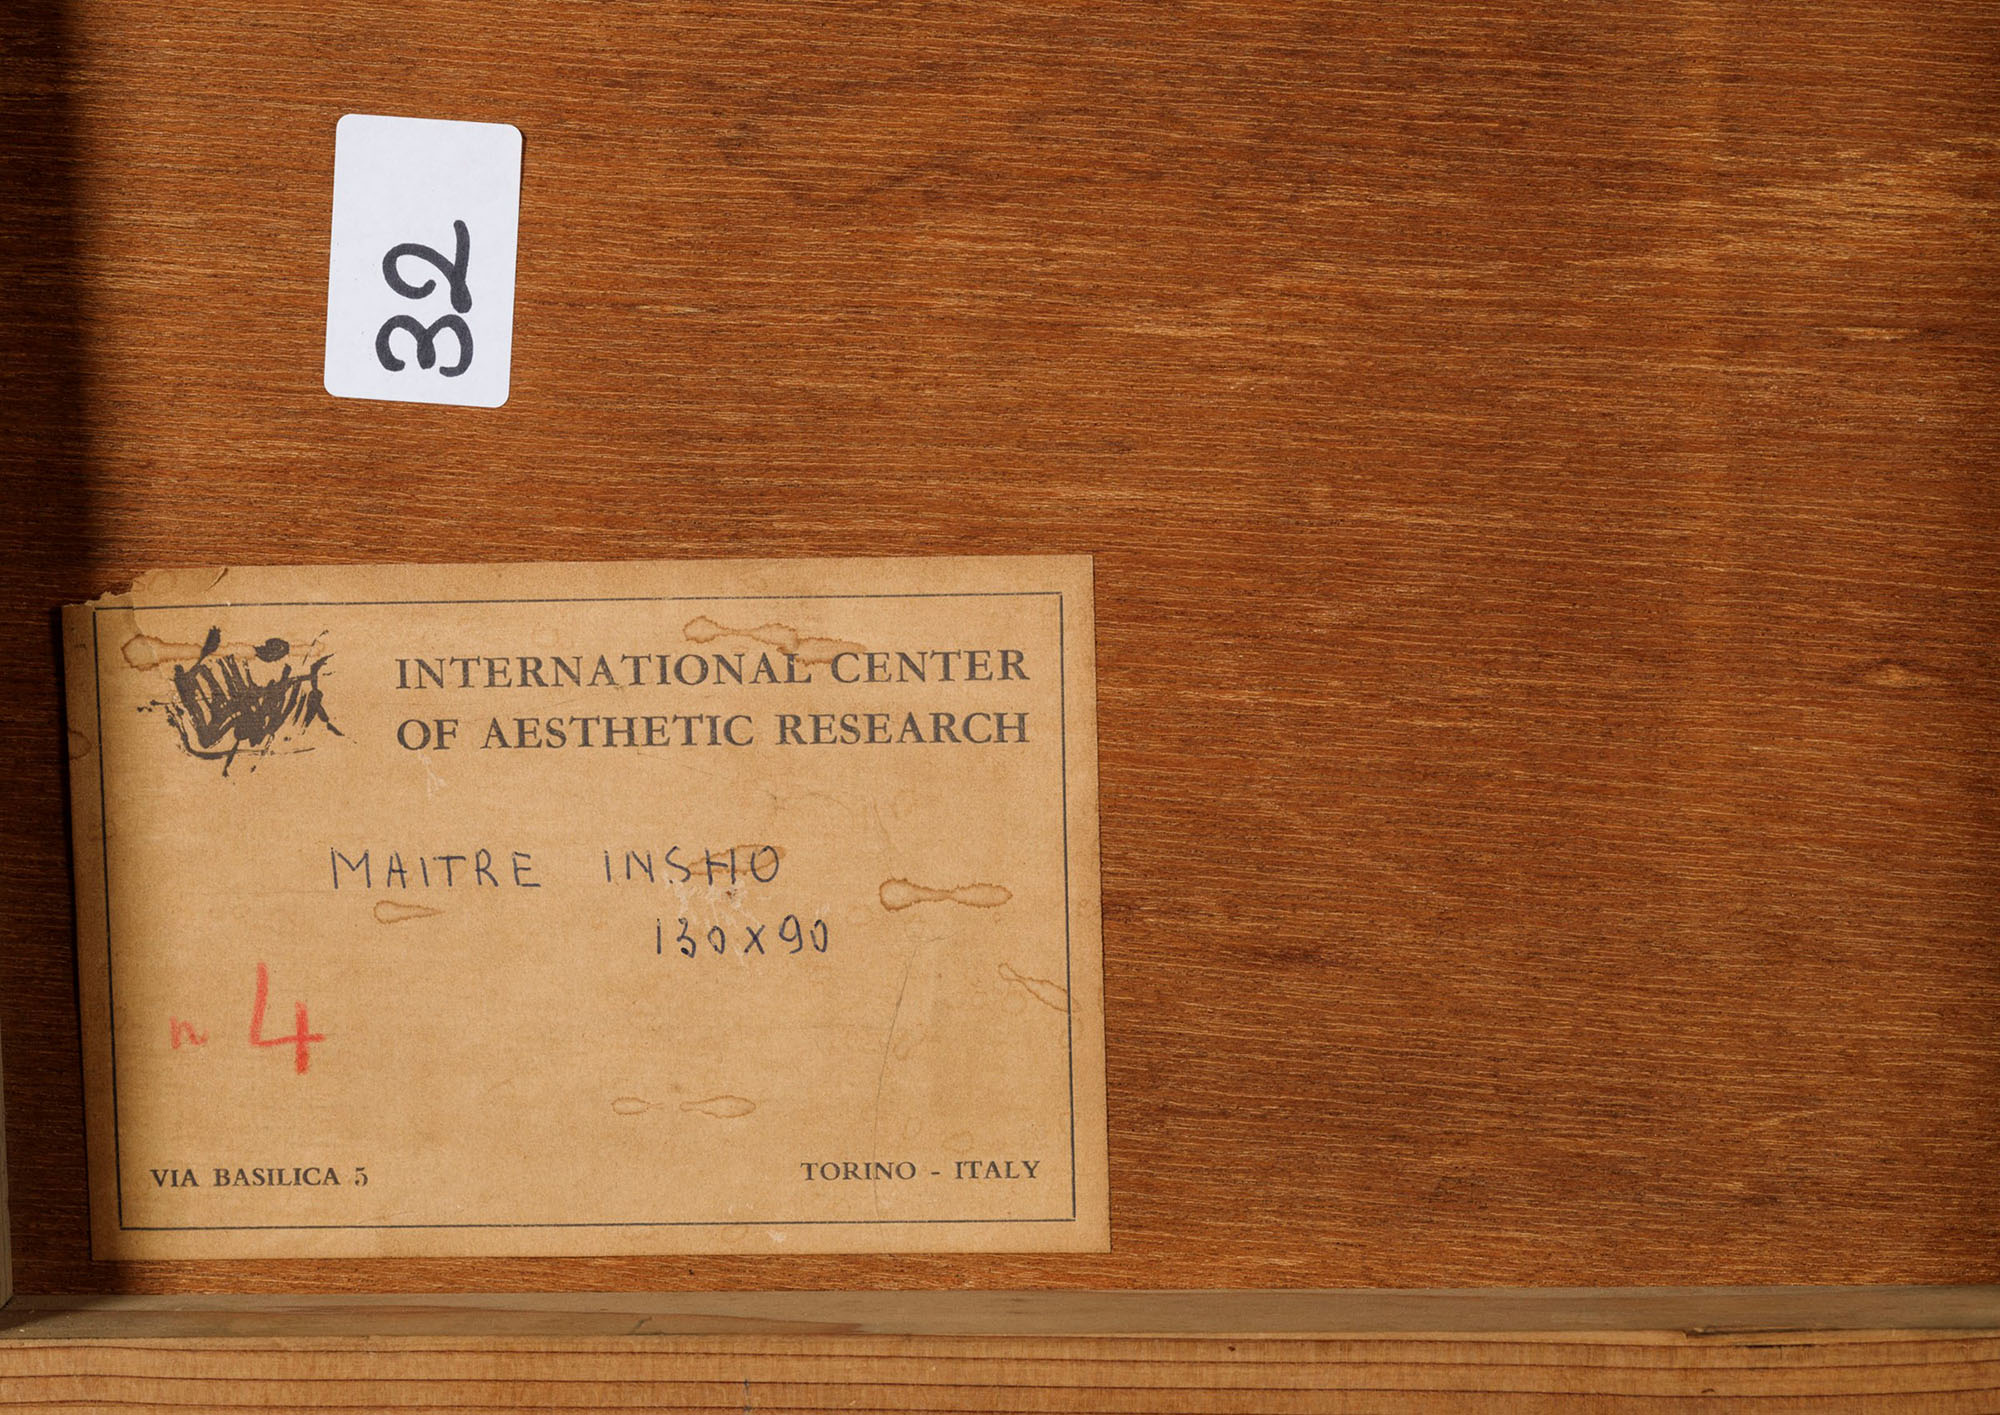 32
INTERNATIONAL CENTER
OF AESTHETIC RESEARCH
MAITRE INSHO
130X90
n 4
VIA BASILICA 5
TORINO - ITALY